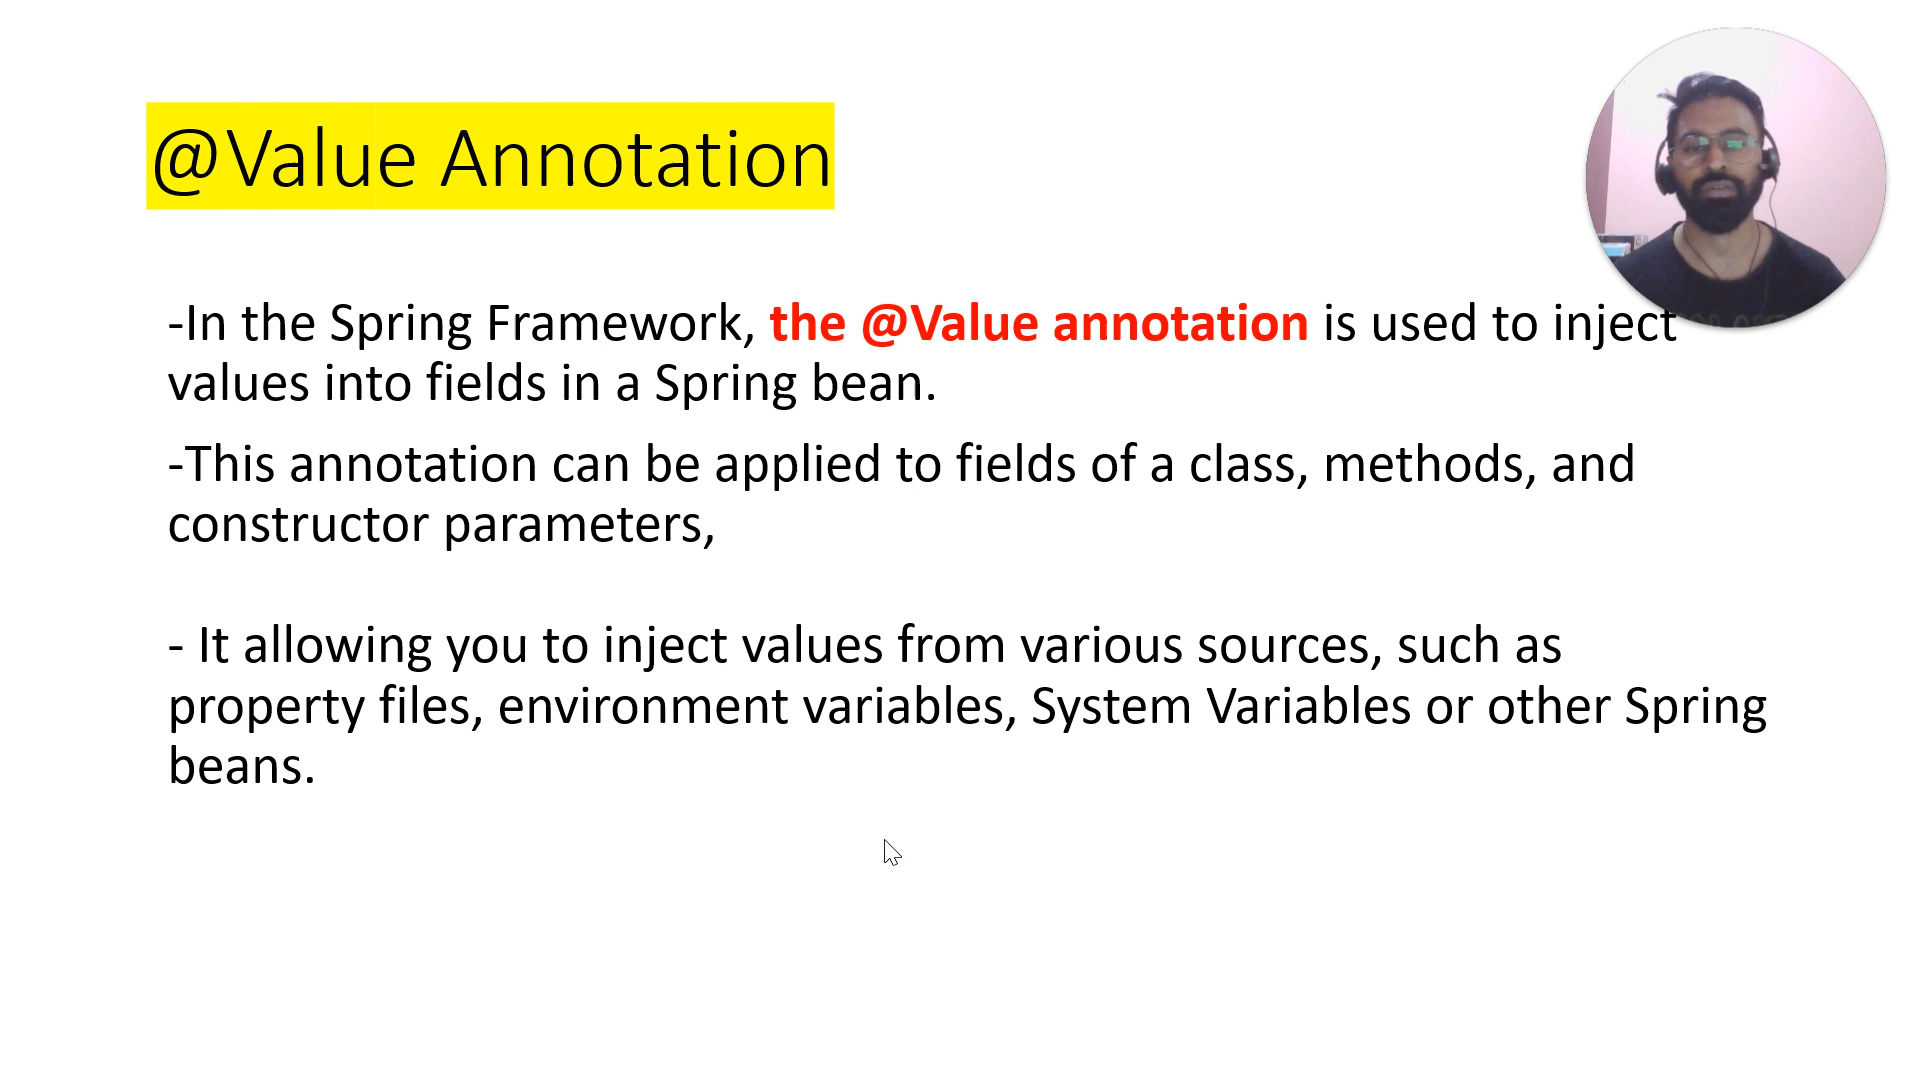 @Value Annotation
-In the Spring Framework, the @Value annotation is used to inject
values into fields in a Spring bean.
-This annotation can be applied to fields of a class, methods, and
constructor parameters,
- It allowing you to inject values from various sources, such as
property files, environment variables, System Variables or other Spring
beans.